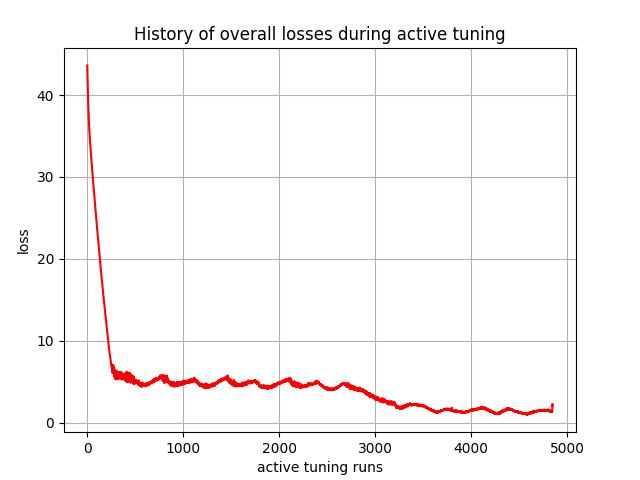 History of overall losses during active tuning
40
30
20
10
0
loss
0 1000 2000 3000 4000 5000
active tuning runs